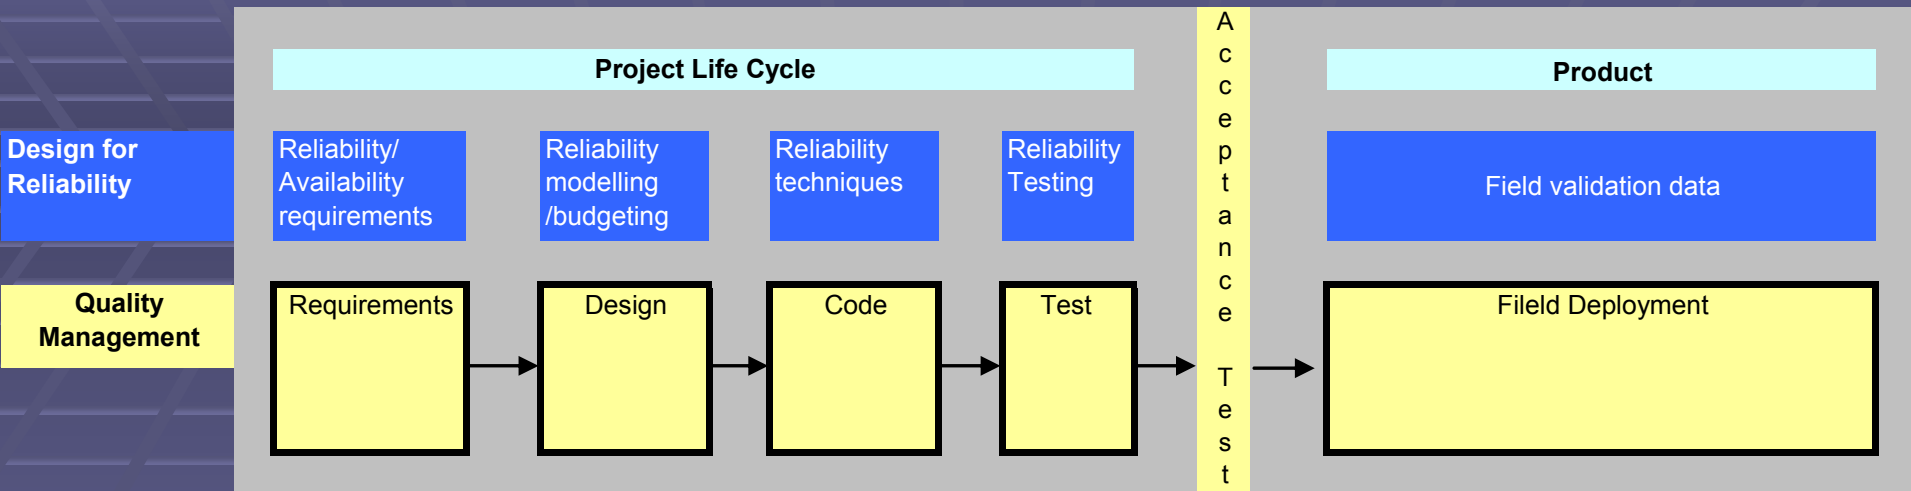 Project Life Cycle
Product
Design for
Reliability
Reliability/
Availability
requirements
Reliability
modelling
/budgeting
Reliability
techniques
Reliability
Testing
Field validation data
Quality
Management
Requirements
Design
Code
Test
A
c
c
e
p
t
a
n
c
e
T
e
s
t
Fileld Deployment